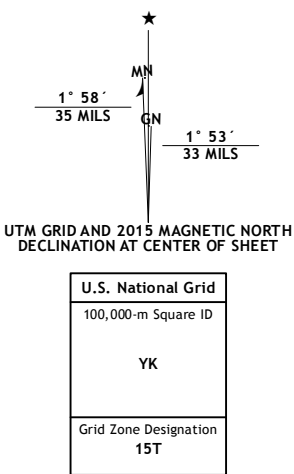 ★
MN
GN
1° 58´
35 MILS
1° 53´
33 MILS
UTM GRID AND 2015 MAGNETIC NORTH
DECLINATION AT CENTER OF SHEET
U.S. National Grid
100,000-m Square ID
YK
Grid Zone Designation
15T